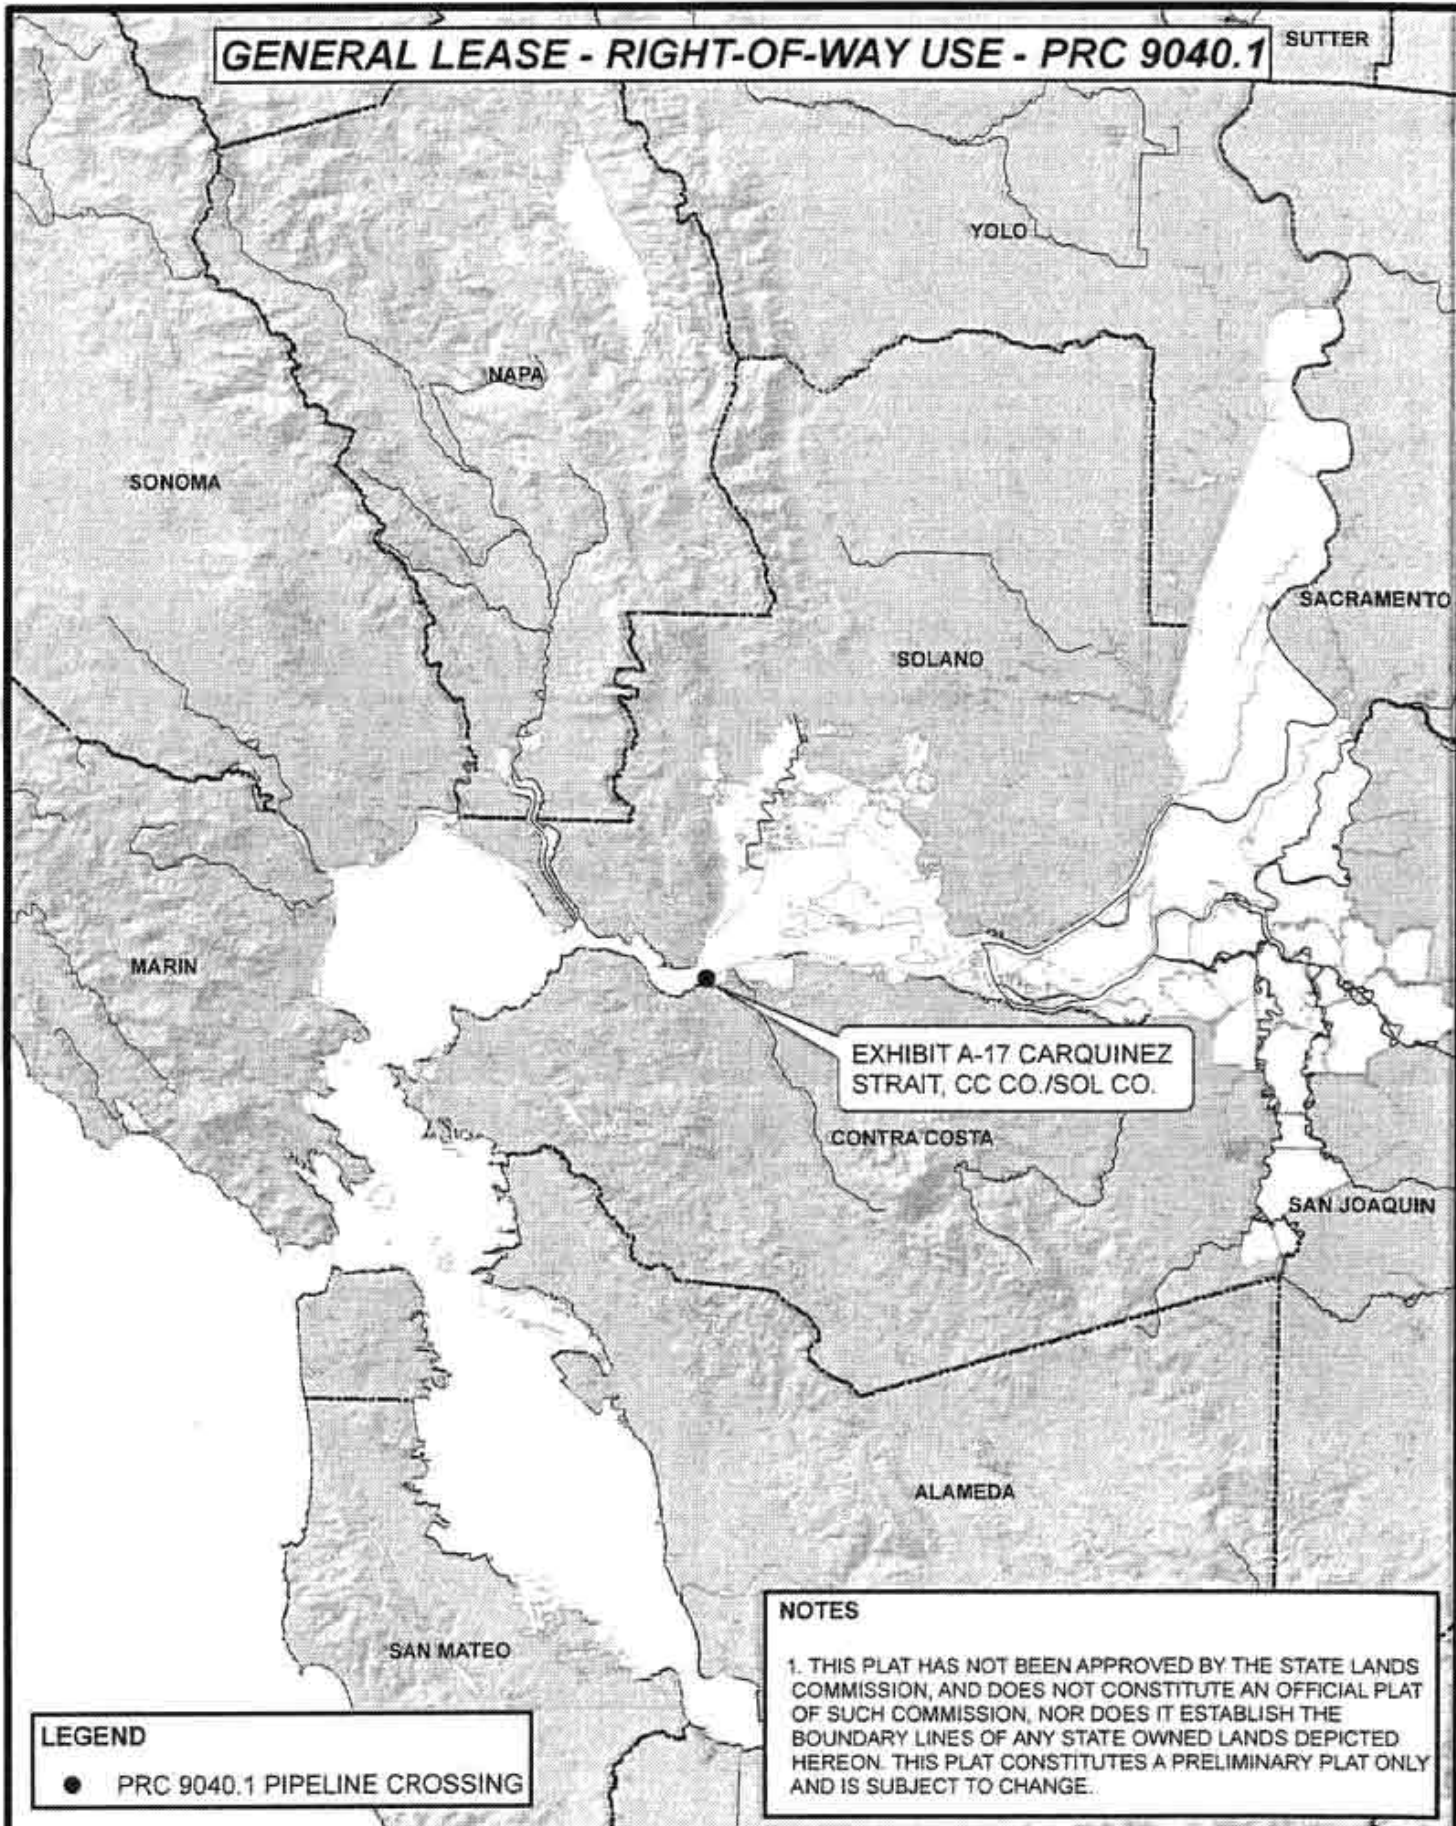 GENERAL LEASE - RIGHT-OF-WAY USE - PRC 9040.1
SUTTER
YOLO
NAPA
SONOMA
SACRAMENTO
SOLANO
MARIN
EXHIBIT A-17 CARQUINEZ
STRAIT, CC CO./SOL CO.
CONTRA COSTA
SAN JOAQUIN
ALAMEDA
SAN MATEO
NOTES
1. THIS PLAT HAS NOT BEEN APPROVED BY THE STATE LANDS
COMMISSION, AND DOES NOT CONSTITUTE AN OFFICIAL PLAT
OF SUCH COMMISSION, NOR DOES IT ESTABLISH THE
BOUNDARY LINES OF ANY STATE OWNED LANDS DEPICTED
HEREON. THIS PLAT CONSTITUTES A PRELIMINARY PLAT ONLY
AND IS SUBJECT TO CHANGE.
LEGEND
PRC 9040.1 PIPELINE CROSSING